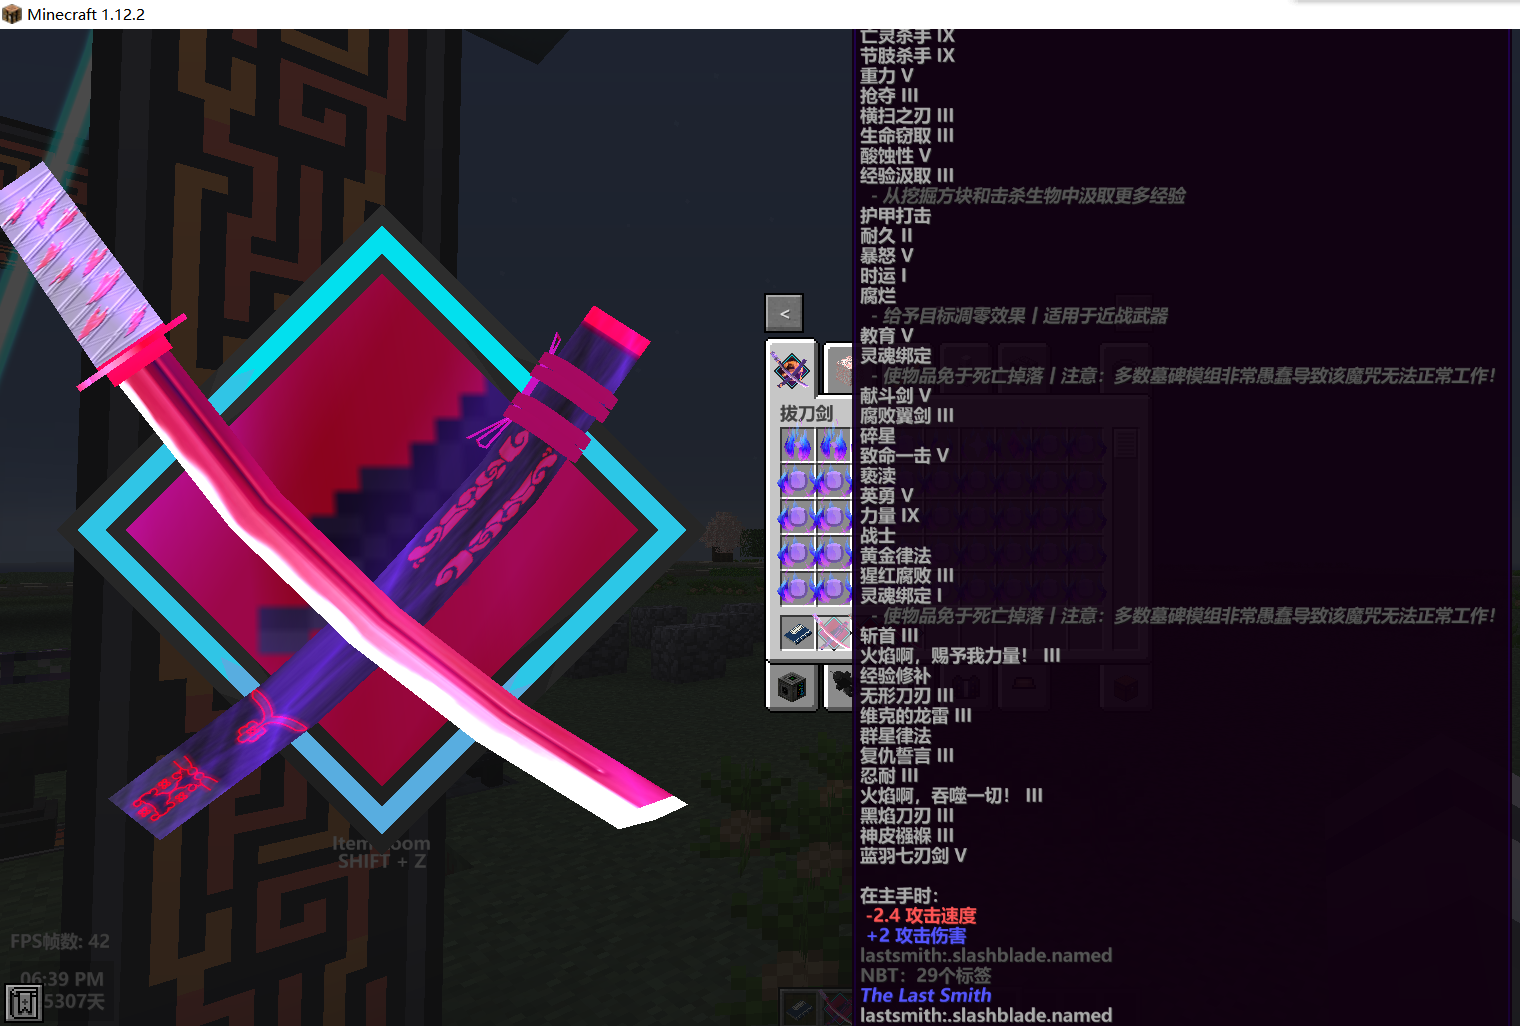 Minecraft 1.12.2
亡灵杀手 IX
节肢杀手 IX
重力 V
抢夺 III
横扫之刃 III
生命窃取 III
酸蚀性 V
经验汲取 III
- 从挖掘方块和击杀生物中汲取更多经验
护甲打击
耐久 II
暴怒 V
时运 I
腐烂
- 给予目标凋零效果丨适用于近战武器
教育 V
灵魂绑定
- 使物品免于死亡掉落丨注意：多数墓碑模组非常愚蠢导致该魔咒无法正常工作！
献斗剑 V
腐败翼剑 III
碎星
致命一击 V
亵渎
英勇 V
力量 IX
战士
黄金律法
猩红腐败 III
灵魂绑定 I
- 使物品免于死亡掉落丨注意：多数墓碑模组非常愚蠢导致该魔咒无法正常工作！
斩首 III
火焰啊，赐予我力量！ III
经验修补
无形刀刃 III
维克的龙雷 III
群星律法
复仇誓言 III
忍耐 III
火焰啊，吞噬一切！ III
黑焰刀刃 III
神皮襁褓 III
蓝羽七刃剑 V
在主手时：
-2.4 攻击速度
+2 攻击伤害
lastsmith:.slashblade.named
NBT：29个标签
The Last Smith
lastsmith:.slashblade.named
<
拔刀剑
SHIFT + Z
FPS帧数: 42
06:39 PM
5307天